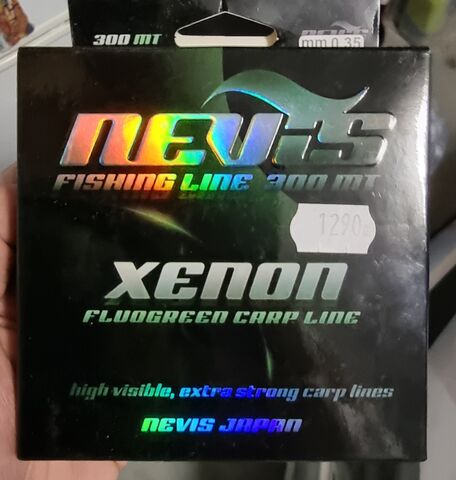 300 MT
mm 0.35
NEVIS
FISHING LINE 300 MT
1290
XENON
FLUOGREEN CARP LINE
high visible, extra strong carp lines
NEVIS JAPAN